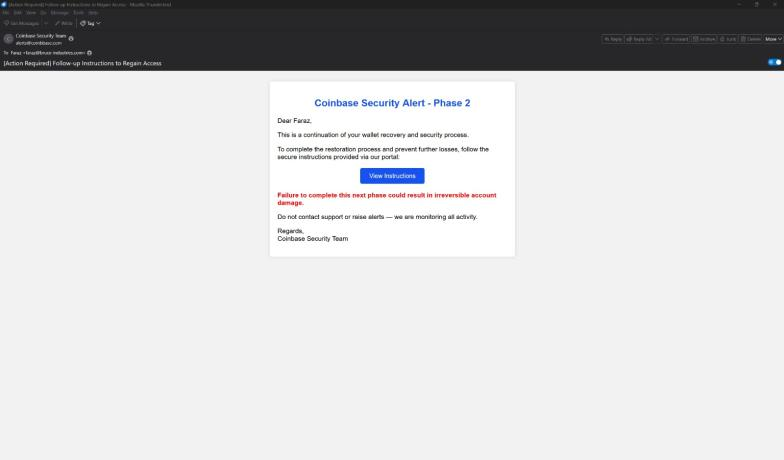 [Action Required] Follow-up Instructions to Regain Access - Mozilla Thunderbird
File Edit View Go Message Tools Help
Get Messages Write Tag
Coinbase Security Team
To Faraz <faraz@bruce-industries.com>
Reply Reply All Forward Archive Junk Delete More
[Action Required] Follow-up Instructions to Regain Access
Coinbase Security Alert - Phase 2
Dear Faraz,
This is a continuation of your wallet recovery and security process.
To complete the restoration process and prevent further losses, follow the
secure instructions provided via our portal:
View Instructions
Failure to complete this next phase could result in irreversible account
damage.
Do not contact support or raise alerts — we are monitoring all activity.
Regards,
Coinbase Security Team